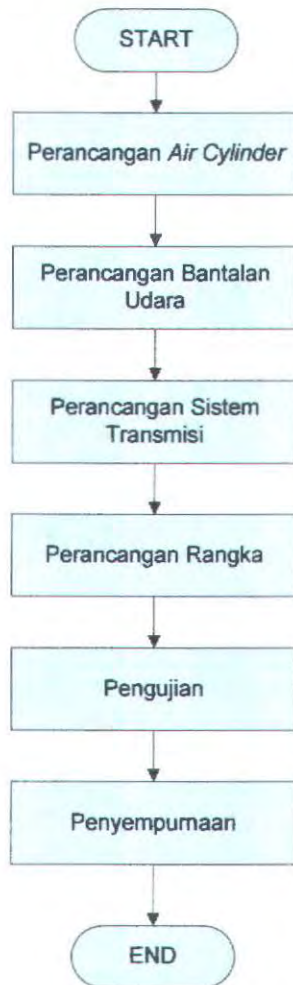 START
Perancangan Air Cylinder
Perancangan Bantalan
Udara
Perancangan Sistem
Transmisi
Perancangan Rangka
Pengujian
Penyempurnaan
END